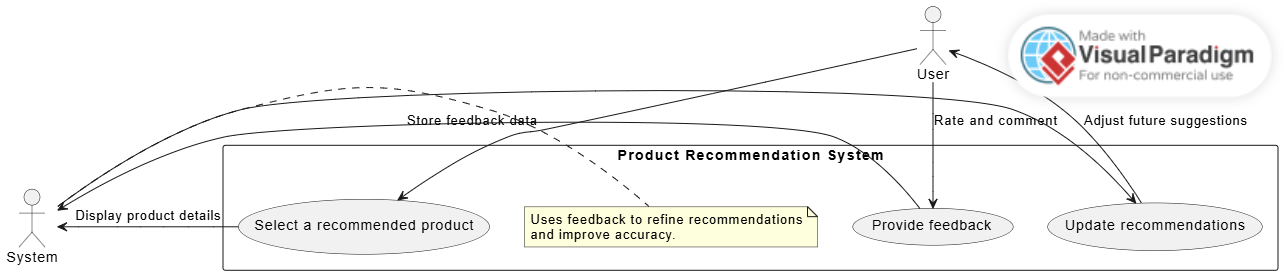 Made with
Visual Paradigm
For non-commercial use
User
Store feedback data
Rate and comment
Adjust future suggestions
Product Recommendation System
Display product details
Select a recommended product
Uses feedback to refine recommendations
and improve accuracy.
Provide feedback
Update recommendations
System